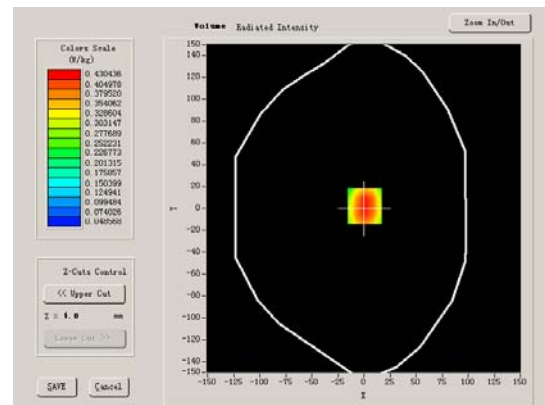 Volume Radiated Intensity
Zoom In/Out
Colors Scale
(W/kg)
0.430436
0.404978
0.379520
0.354062
0.328604
0.303147
0.277689
0.252231
0.226773
0.201315
0.175857
0.150399
0.124941
0.099484
0.074026
0.048568
150
120
100
80
60
40
20
0
-20
-40
-60
-80
-100
-120
-140
-150
Y
-150 -125 -100 -75 -50 -25 0 25 50 75 100 125 150
X
Z-Cuts Control
<< Upper Cut
Z = 4.0 mm
Lower Cut >>
SAVE
Cancel